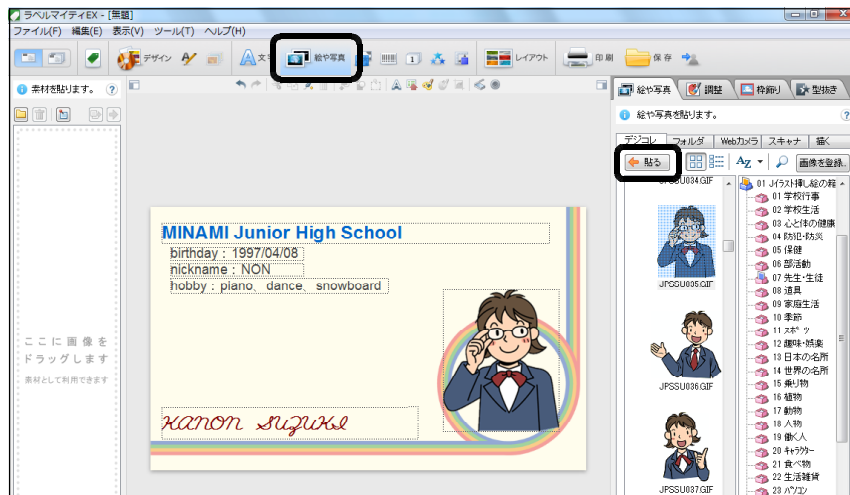 ラベルマイティEX - [無題]
ファイル(F) 編集(E) 表示(V) ツール(T) ヘルプ(H)
デザイン 文 絵や写真 1 レイアウト 印刷 保存
素材を貼ります。 ?
ここに画像を
ドラッグします
素材として利用できます
MINAMI Junior High School
birthday : 1997/04/08
nickname : NON
hobby : piano、dance、snowboard
KANON SUZUKI
絵や写真 調整 枠飾り 型抜き
絵や写真を貼ります。 ?
デジコレ フォルダ Webカメラ スキャナ 描く
貼る AZ 画像を登録
JPSSU034.GIF
JPSSU005.GIF
JPSSU036.GIF
JPSSU037.GIF
01 Jイラスト挿し絵の箱
01 学校行事
02 学校生活
03 心と体の健康
04 防犯・防災
05 保健
06 部活動
07 先生・生徒
08 道具
09 家庭生活
10 季節
11 スポーツ
12 趣味・娯楽
13 日本の名所
14 世界の名所
15 乗り物
16 植物
17 動物
18 人物
19 働く人
20 キャラクター
21 食べ物
22 生活雑貨
23 パソコン